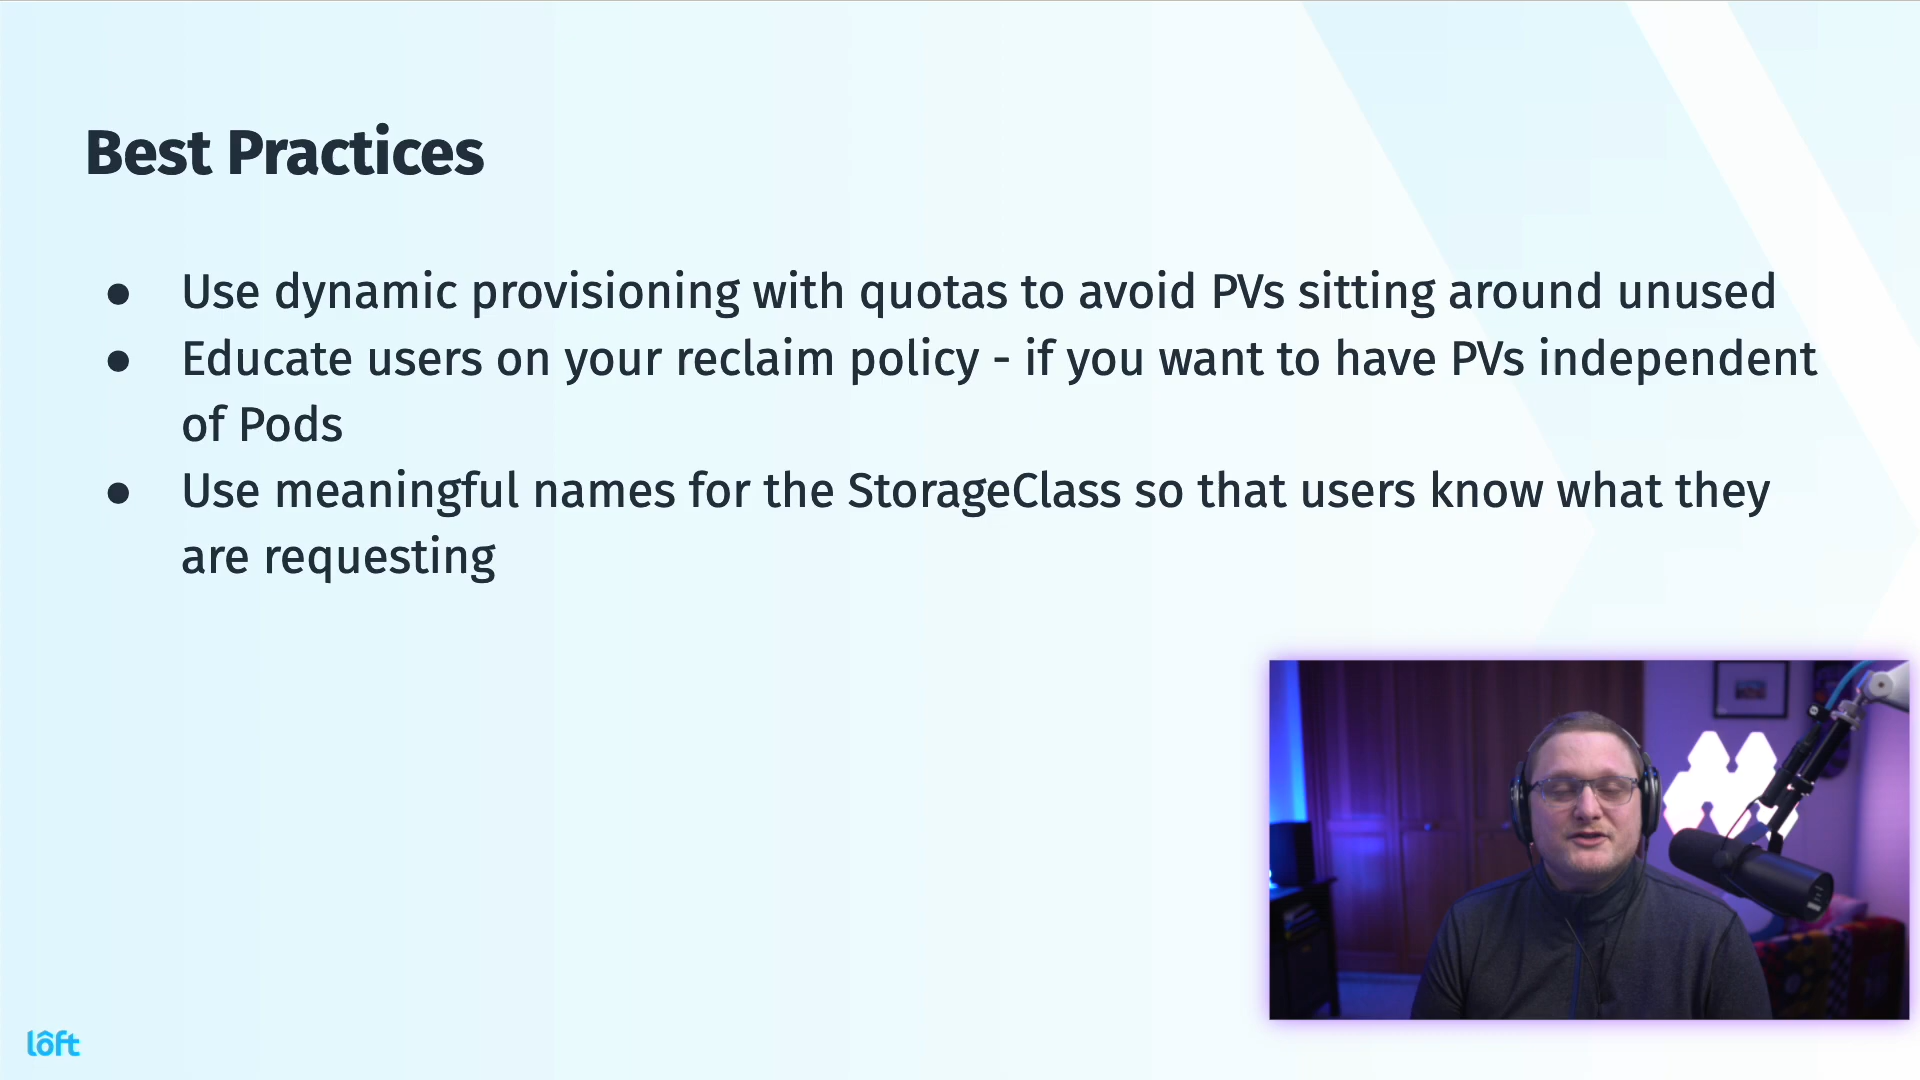 Best Practices
● Use dynamic provisioning with quotas to avoid PVs sitting around unused
● Educate users on your reclaim policy - if you want to have PVs independent
of Pods
● Use meaningful names for the StorageClass so that users know what they
are requesting
lôft